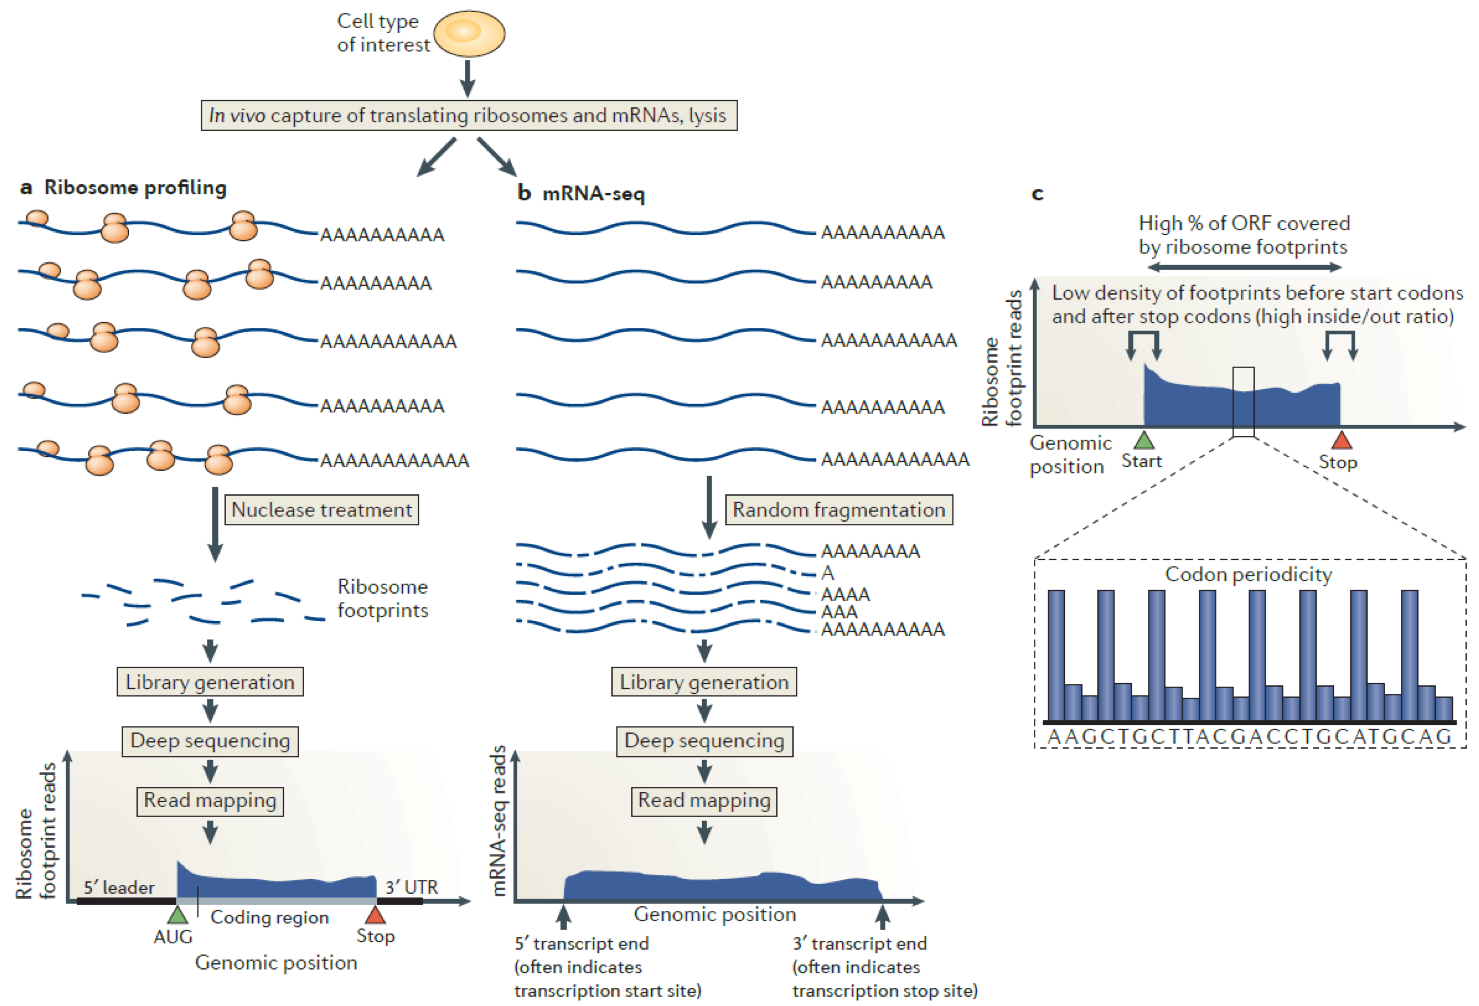 Cell type
of interest
In vivo capture of translating ribosomes and mRNAs, lysis
a Ribosome profiling
AAAAAAAAAA
AAAAAAAAA
AAAAAAAAAAA
AAAAAAAAAA
AAAAAAAAAAAA
Nuclease treatment
Ribosome
footprints
Library generation
Deep sequencing
Read mapping
Ribosome
footprint reads
5′ leader
3′ UTR
Coding region
AUG
Stop
Genomic position
b mRNA-seq
AAAAAAAAAA
AAAAAAAAA
AAAAAAAAAAA
AAAAAAAAAA
AAAAAAAAAAAA
Random fragmentation
AAAAAAAA
A
AAAA
AAA
AAAAAAAAAA
Library generation
Deep sequencing
Read mapping
mRNA-seq reads
Genomic position
5′ transcript end
(often indicates
transcription start site)
3′ transcript end
(often indicates
transcription stop site)
c
High % of ORF covered
by ribosome footprints
Low density of footprints before start codons
and after stop codons (high inside/out ratio)
Ribosome
footprint reads
Genomic
position
Start
Stop
Codon periodicity
AAGCTGCTTACGACCTGCATGCAG